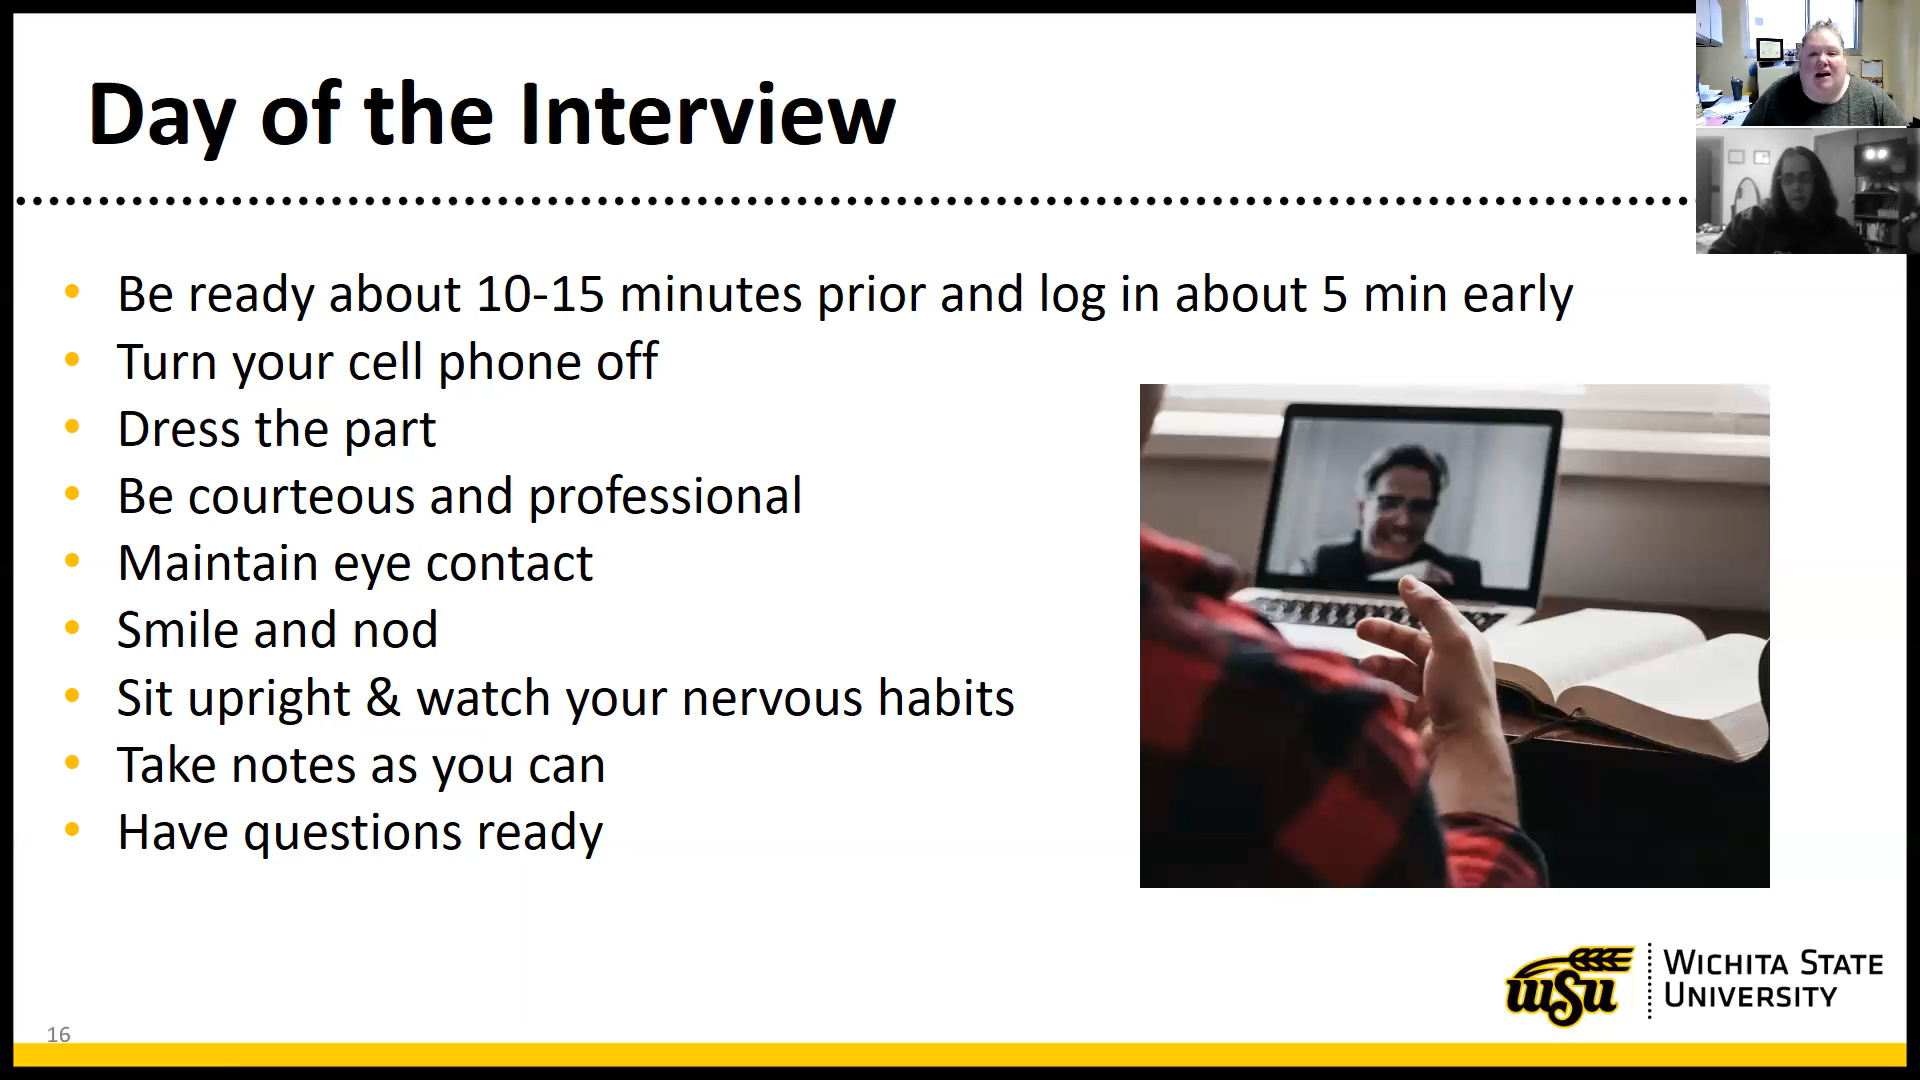 Day of the Interview
• Be ready about 10-15 minutes prior and log in about 5 min early
• Turn your cell phone off
• Dress the part
• Be courteous and professional
• Maintain eye contact
• Smile and nod
• Sit upright & watch your nervous habits
• Take notes as you can
• Have questions ready
WSU
WICHITA STATE
UNIVERSITY
16